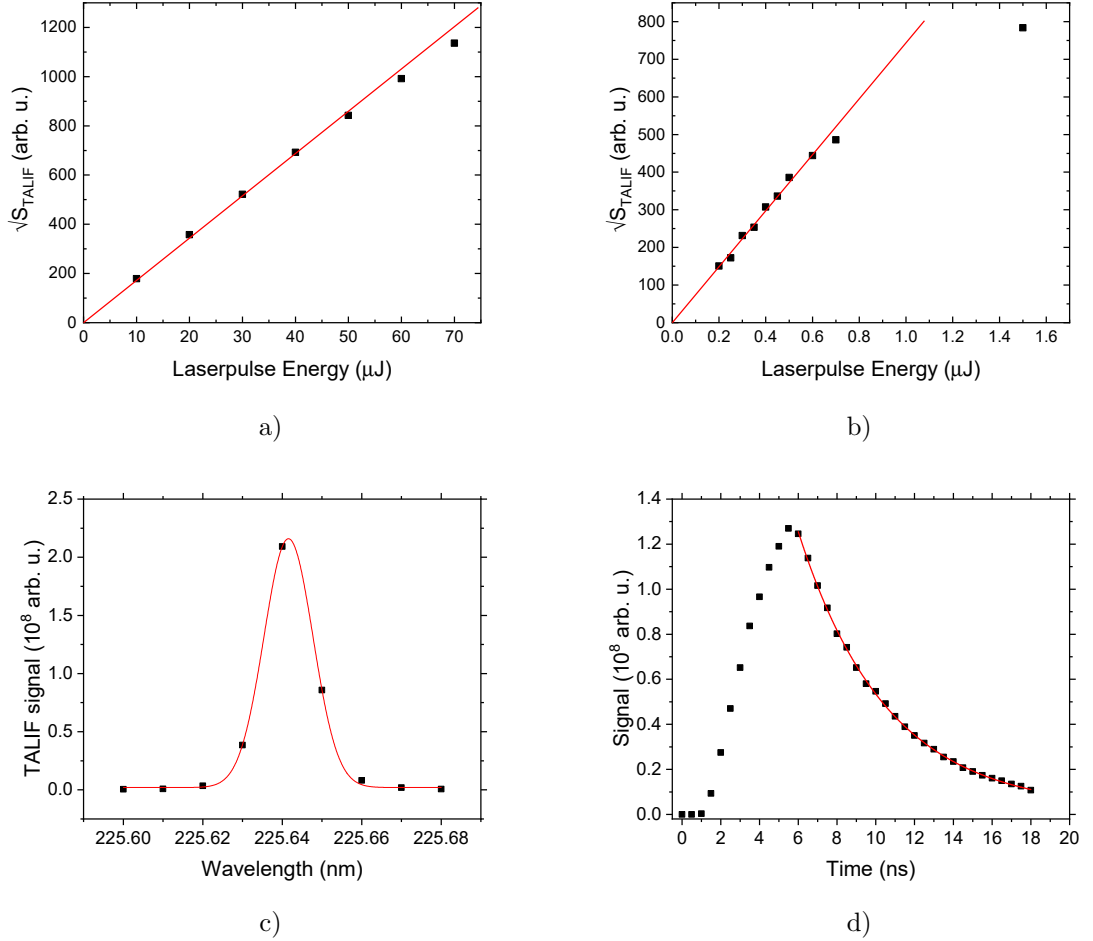 1200
1000
800
600
400
200
0
0 10 20 30 40 50 60 70
√S_TALIF (arb. u.)
Laserpulse Energy (μJ)
a)
800
700
600
500
400
300
200
100
0
0.0 0.2 0.4 0.6 0.8 1.0 1.2 1.4 1.6
√S_TALIF (arb. u.)
Laserpulse Energy (μJ)
b)
2.5
2.0
1.5
1.0
0.5
0.0
225.60 225.62 225.64 225.66 225.68
TALIF signal (10⁸ arb. u.)
Wavelength (nm)
c)
1.4
1.2
1.0
0.8
0.6
0.4
0.2
0.0
0 2 4 6 8 10 12 14 16 18 20
Signal (10⁸ arb. u.)
Time (ns)
d)